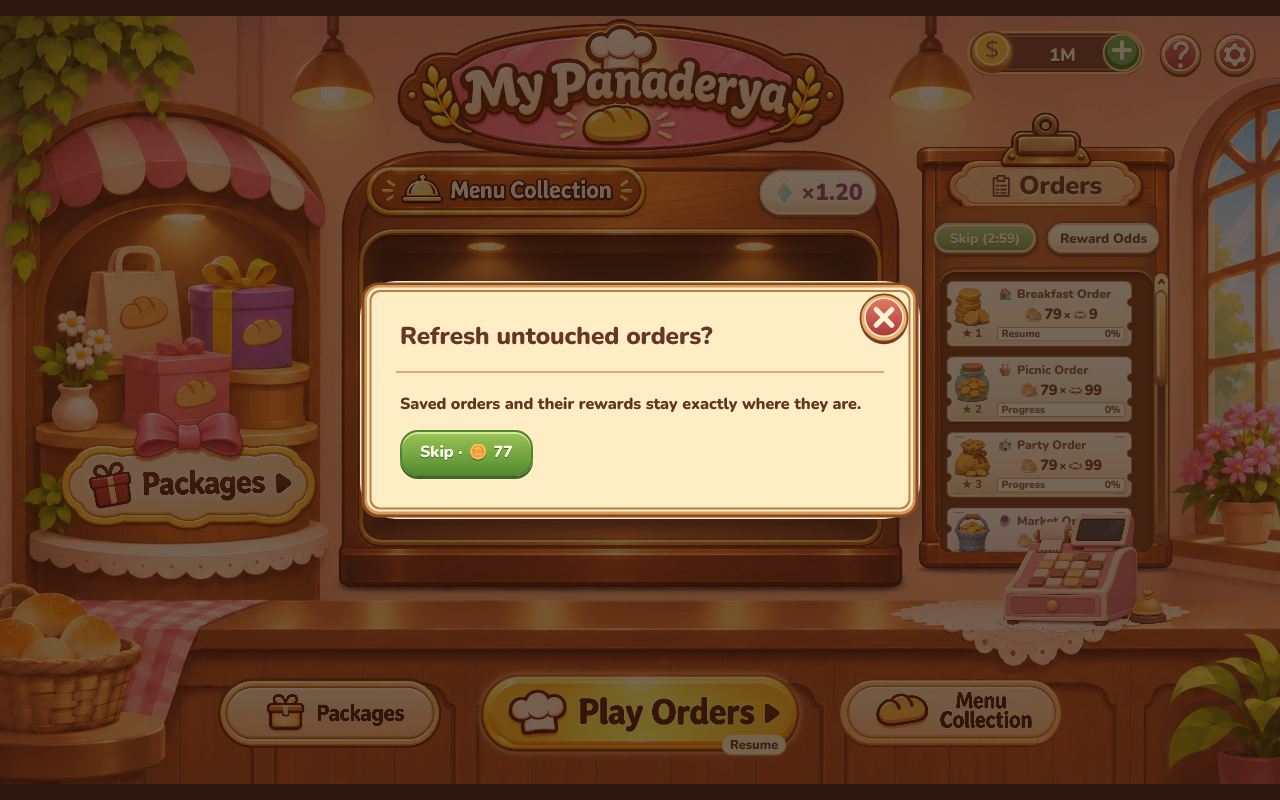 My Panaderya
$ 1M + ?
Menu Collection
×1.20
Orders
Skip (2:59)
Reward Odds
Breakfast Order
79 × 9
★ 1
Resume 0%
Picnic Order
79 × 99
★ 2
Progress 0%
Party Order
79 × 99
★ 3
Progress 0%
Market Or
Refresh untouched orders?
Saved orders and their rewards stay exactly where they are.
Skip · 77
Packages
Packages
Play Orders
Resume
Menu
Collection